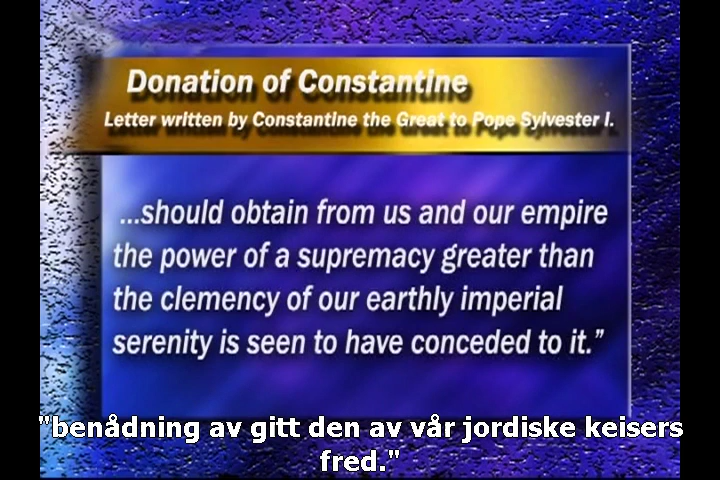 Donation of Constantine
Letter written by Constantine the Great to Pope Sylvester I.
...should obtain from us and our empire
the power of a supremacy greater than
the clemency of our earthly imperial
serenity is seen to have conceded to it.”
"benådning av gitt den av vår jordiske keisers
fred."